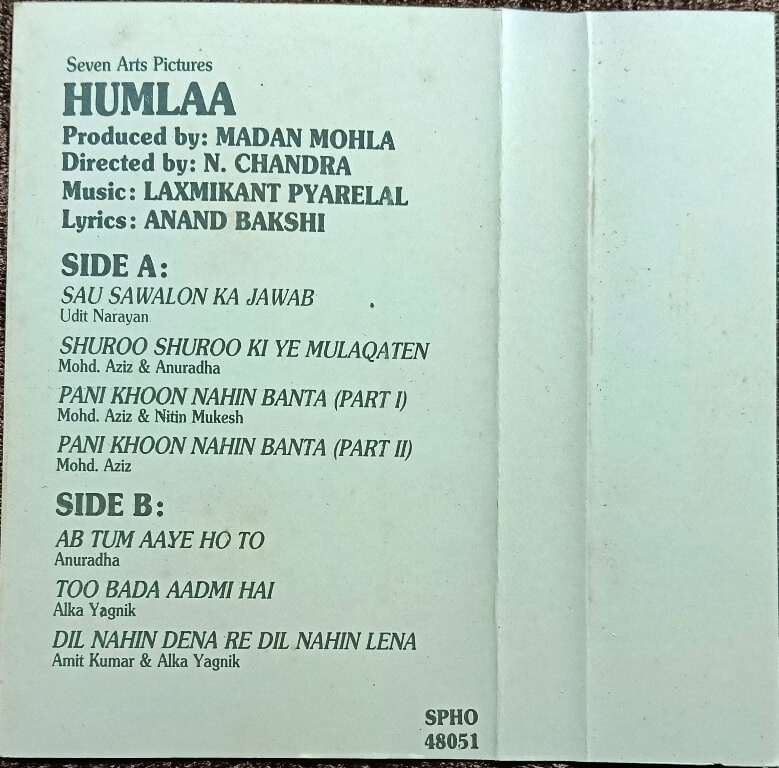 Seven Arts Pictures
HUMLAA
Produced by: MADAN MOHLA
Directed by: N. CHANDRA
Music: LAXMIKANT PYARELAL
Lyrics: ANAND BAKSHI
SIDE A:
SAU SAWALON KA JAWAB
Udit Narayan
SHUROO SHUROO KI YE MULAQATEN
Mohd. Aziz & Anuradha
PANI KHOON NAHIN BANTA (PART I)
Mohd. Aziz & Nitin Mukesh
PANI KHOON NAHIN BANTA (PART II)
Mohd. Aziz
SIDE B:
AB TUM AAYE HO TO
Anuradha
TOO BADA AADMI HAI
Alka Yagnik
DIL NAHIN DENA RE DIL NAHIN LENA
Amit Kumar & Alka Yagnik
SPHO
48051